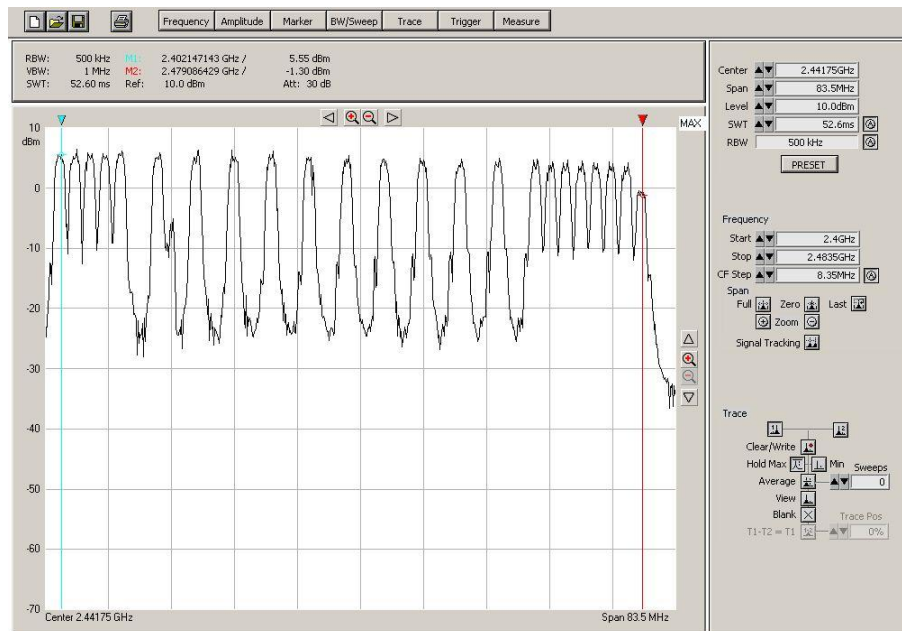 Frequency Amplitude Marker BW/Sweep Trace Trigger Measure
RBW: 500 kHz M1: 2.402147143 GHz / 5.55 dBm
VBW: 1 MHz M2: 2.479086429 GHz / -1.30 dBm
SWT: 52.60 ms Ref: 10.0 dBm Att: 30 dB
MAX
10
dBm
0
-10
-20
-30
-40
-50
-60
-70
Center 2.44175 GHz Span 83.5 MHz
Center 2.44175GHz
Span 83.5MHz
Level 10.0dBm
SWT 52.6ms
RBW 500 kHz
PRESET
Frequency
Start 2.4GHz
Stop 2.4835GHz
CF Step 8.35MHz
Span
Full Zero Last
Zoom
Signal Tracking
Trace
Clear/Write
Hold Max Min Sweeps
Average 0
View
Blank Trace Pos
T1-T2 = T1 0%